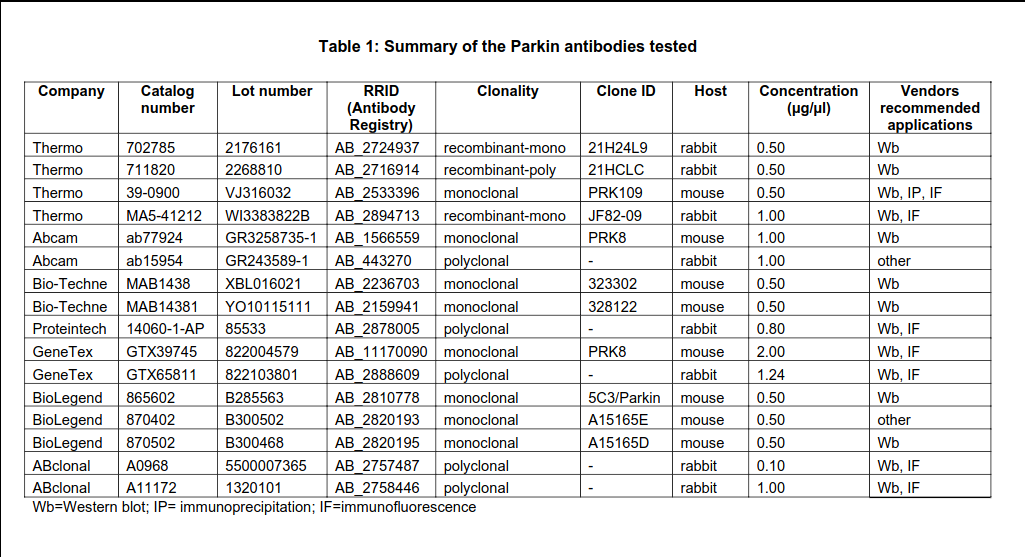 Table 1: Summary of the Parkin antibodies tested
Company Catalog number Lot number RRID (Antibody Registry) Clonality Clone ID Host Concentration (µg/µl) Vendors recommended applications
Thermo 702785 2176161 AB_2724937 recombinant-mono 21H24L9 rabbit 0.50 Wb
Thermo 711820 2268810 AB_2716914 recombinant-poly 21HCLC rabbit 0.50 Wb
Thermo 39-0900 VJ316032 AB_2533396 monoclonal PRK109 mouse 0.50 Wb, IP, IF
Thermo MA5-41212 WI3383822B AB_2894713 recombinant-mono JF82-09 rabbit 1.00 Wb, IF
Abcam ab77924 GR3258735-1 AB_1566559 monoclonal PRK8 mouse 1.00 Wb
Abcam ab15954 GR243589-1 AB_443270 polyclonal - rabbit 1.00 other
Bio-Techne MAB1438 XBL016021 AB_2236703 monoclonal 323302 mouse 0.50 Wb
Bio-Techne MAB14381 YO10115111 AB_2159941 monoclonal 328122 mouse 0.50 Wb
Proteintech 14060-1-AP 85533 AB_2878005 polyclonal - rabbit 0.80 Wb, IF
GeneTex GTX39745 822004579 AB_11170090 monoclonal PRK8 mouse 2.00 Wb, IF
GeneTex GTX65811 822103801 AB_2888609 polyclonal - rabbit 1.24 Wb, IF
BioLegend 865602 B285563 AB_2810778 monoclonal 5C3/Parkin mouse 0.50 Wb
BioLegend 870402 B300502 AB_2820193 monoclonal A15165E mouse 0.50 other
BioLegend 870502 B300468 AB_2820195 monoclonal A15165D mouse 0.50 Wb
ABclonal A0968 5500007365 AB_2757487 polyclonal - rabbit 0.10 Wb, IF
ABclonal A11172 1320101 AB_2758446 polyclonal - rabbit 1.00 Wb, IF
Wb=Western blot; IP= immunoprecipitation; IF=immunofluorescence